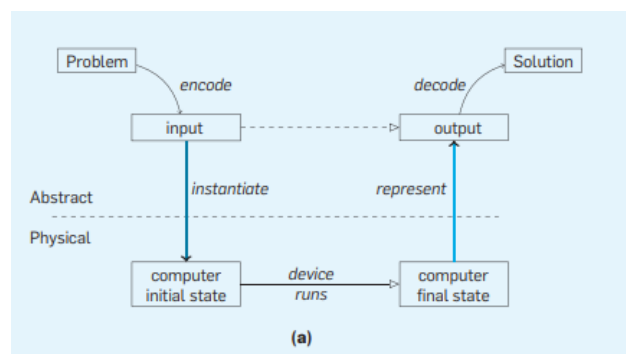 Problem
Solution
encode
decode
input
output
instantiate
represent
Abstract
Physical
computer
initial state
device
runs
computer
final state
(a)